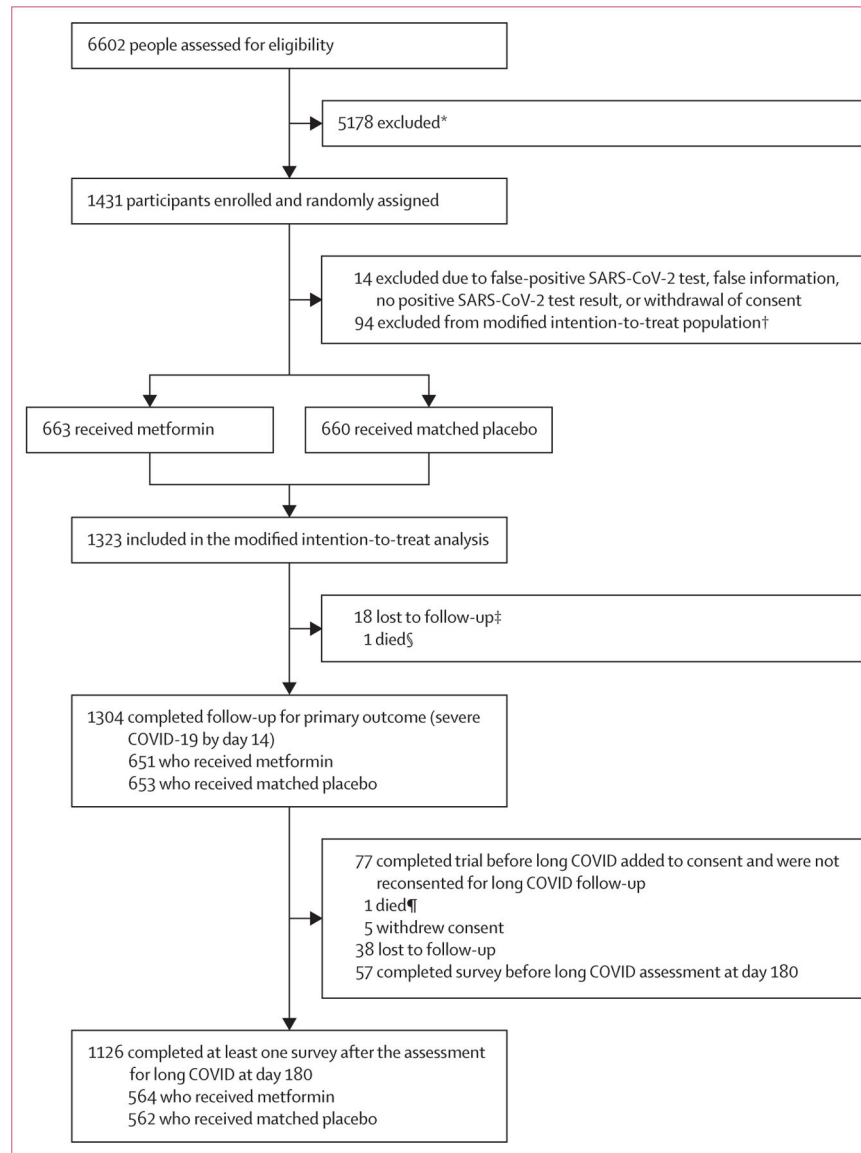 6602 people assessed for eligibility
5178 excluded*
1431 participants enrolled and randomly assigned
14 excluded due to false-positive SARS-CoV-2 test, false information,
no positive SARS-CoV-2 test result, or withdrawal of consent
94 excluded from modified intention-to-treat population†
663 received metformin
660 received matched placebo
1323 included in the modified intention-to-treat analysis
18 lost to follow-up‡
1 died§
1304 completed follow-up for primary outcome (severe
COVID-19 by day 14)
651 who received metformin
653 who received matched placebo
77 completed trial before long COVID added to consent and were not
reconsented for long COVID follow-up
1 died¶
5 withdrew consent
38 lost to follow-up
57 completed survey before long COVID assessment at day 180
1126 completed at least one survey after the assessment
for long COVID at day 180
564 who received metformin
562 who received matched placebo